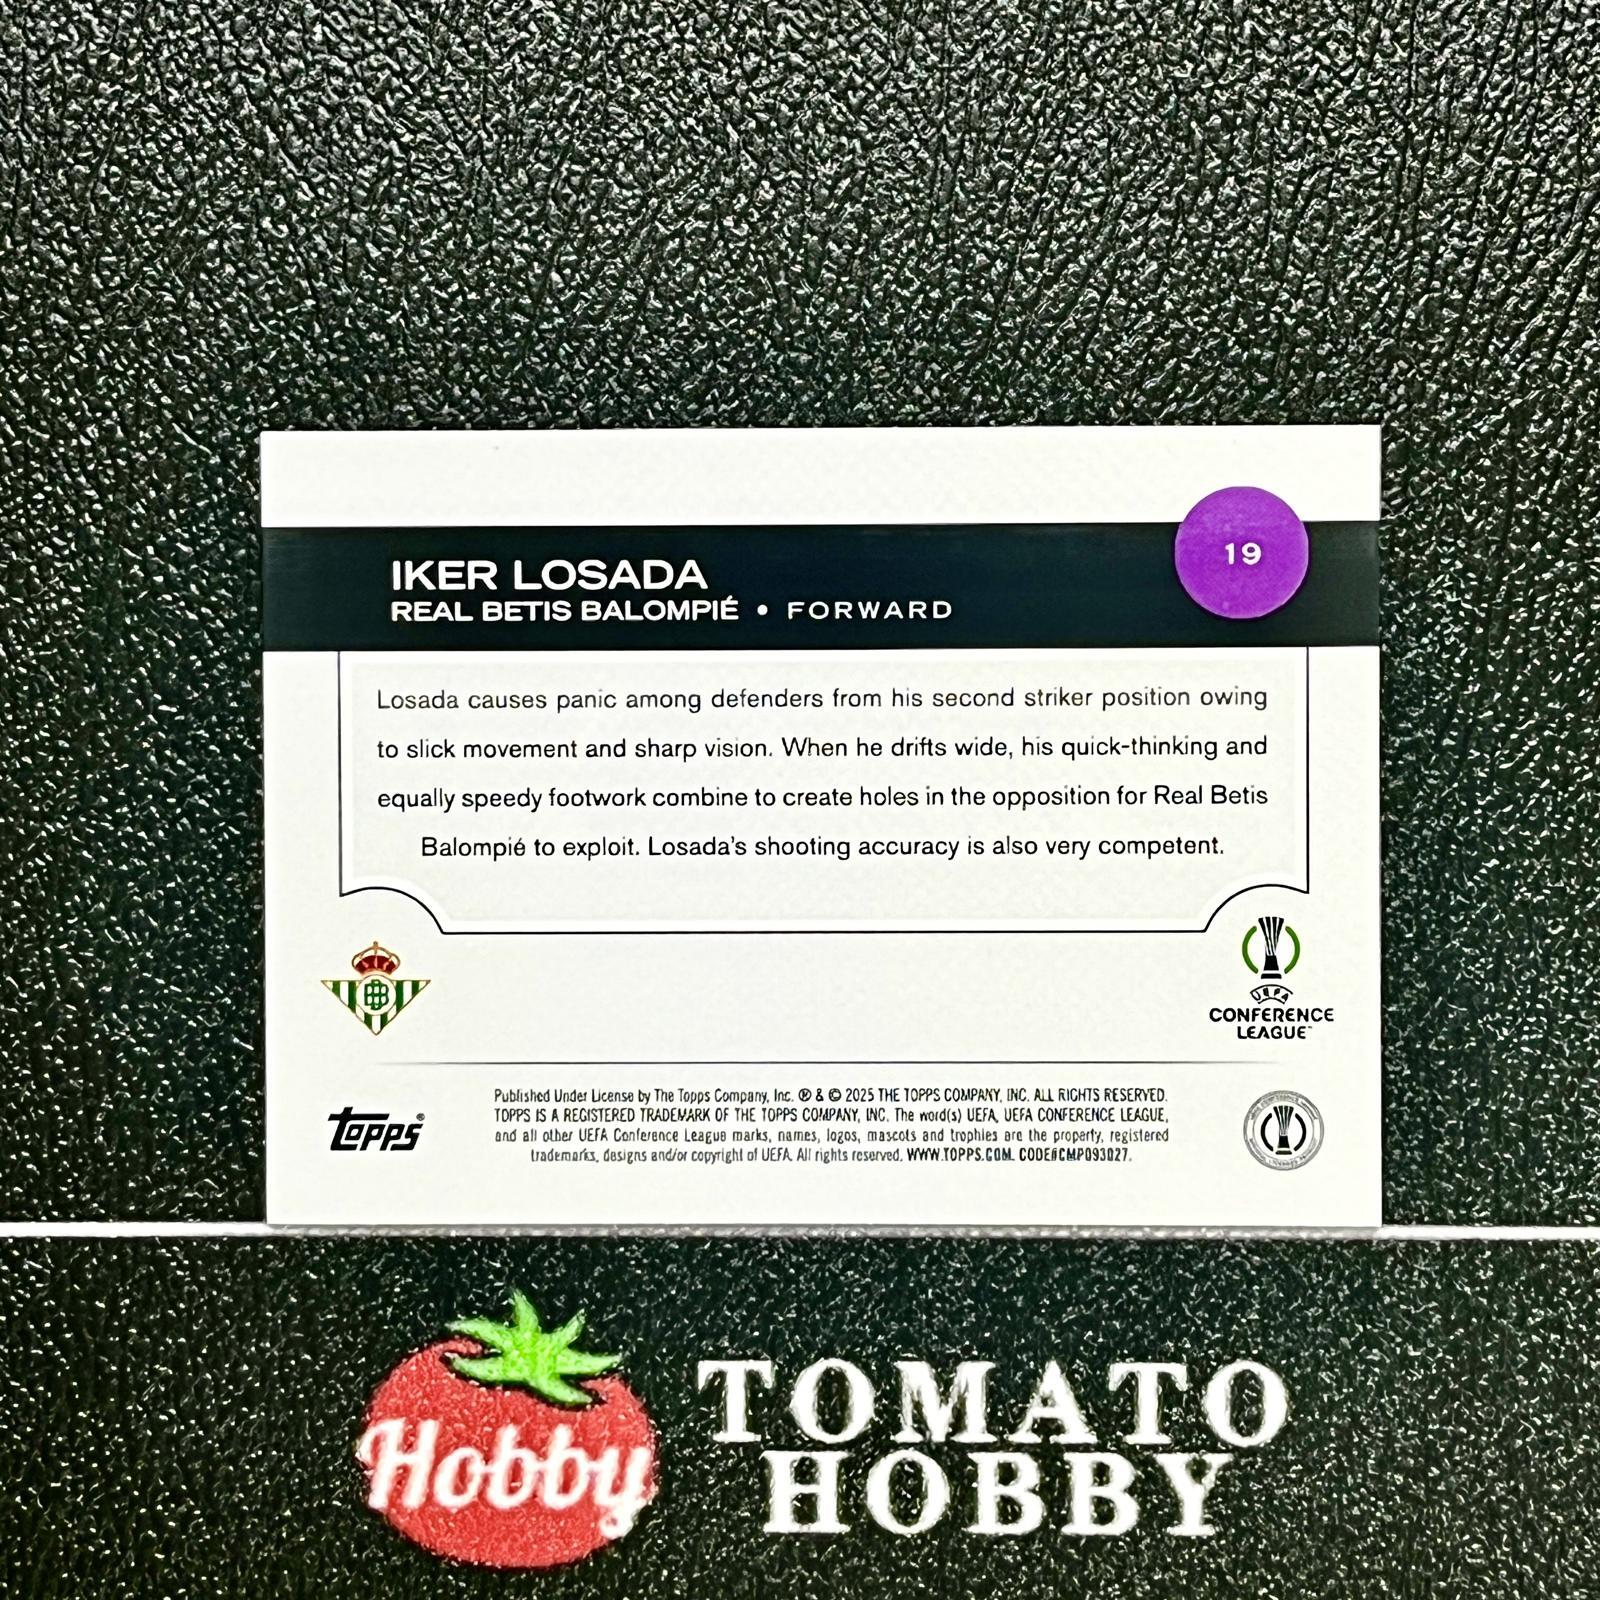 19
IKER LOSADA
REAL BETIS BALOMPIÉ • FORWARD
Losada causes panic among defenders from his second striker position owing
to slick movement and sharp vision. When he drifts wide, his quick-thinking and
equally speedy footwork combine to create holes in the opposition for Real Betis
Balompié to exploit. Losada's shooting accuracy is also very competent.
UEFA
CONFERENCE
LEAGUE™
Published Under License by The Topps Company, Inc. ® & © 2025 THE TOPPS COMPANY, INC. ALL RIGHTS RESERVED.
TOPPS IS A REGISTERED TRADEMARK OF THE TOPPS COMPANY, INC. The word(s) UEFA, UEFA CONFERENCE LEAGUE,
and all other UEFA Conference League marks, names, logos, mascots and trophies are the property, registered
trademarks, designs and/or copyright of UEFA. All rights reserved. WWW.TOPPS.COM. CODE#CMP093027.
Topps®
Hobby
TOMATO
HOBBY